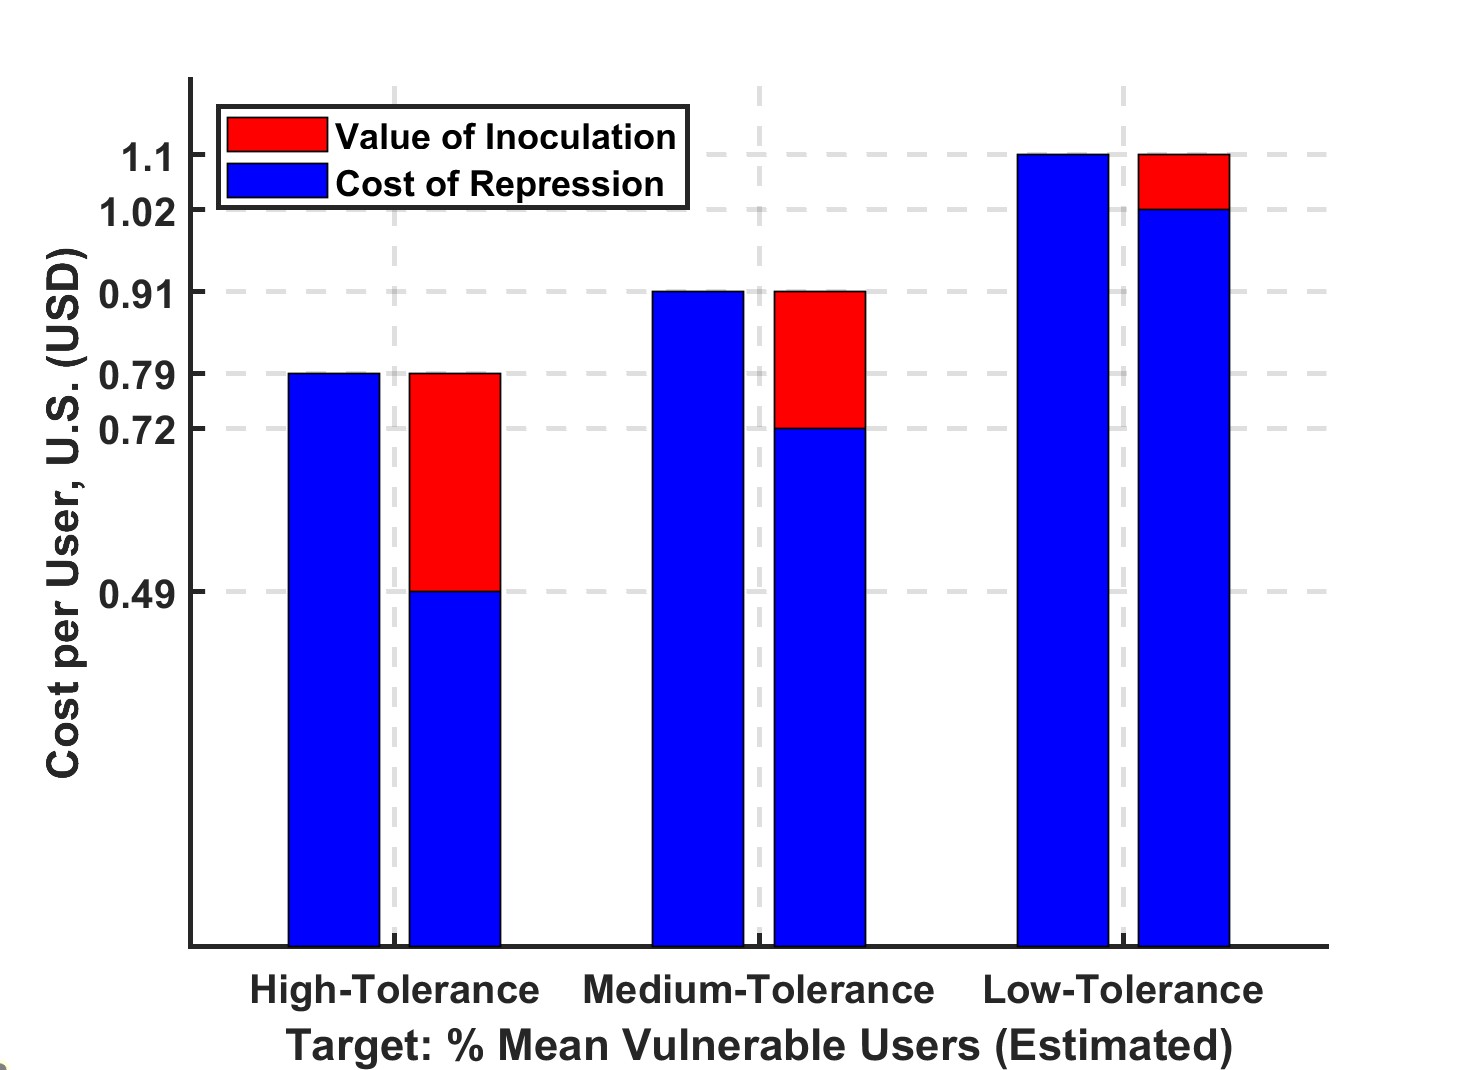 Value of Inoculation
Cost of Repression
1.1
1.02
0.91
0.79
0.72
0.49
Cost per User, U.S. (USD)
High-Tolerance Medium-Tolerance Low-Tolerance
Target: % Mean Vulnerable Users (Estimated)